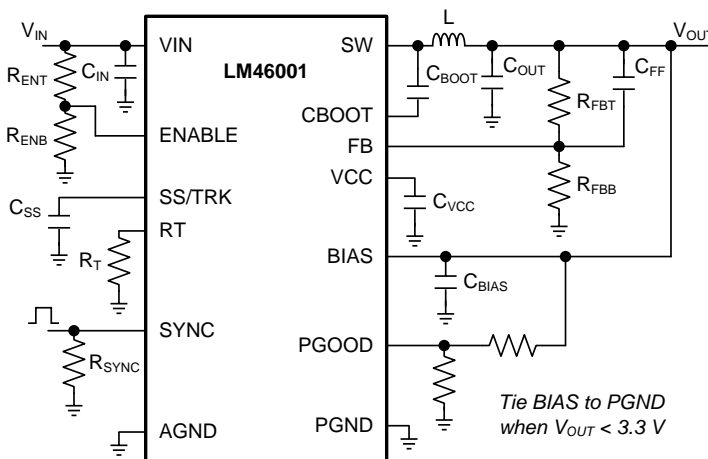 VIN
RENT
CIN
RENB
CSS
RT
RSYNC
VIN
ENABLE
SS/TRK
RT
SYNC
AGND
LM46001
SW
CBOOT
FB
VCC
BIAS
PGOOD
PGND
L
VOUT
CBOOT
COUT
RFBT
CFF
RFBB
CVCC
CBIAS
Tie BIAS to PGND
when VOUT < 3.3 V